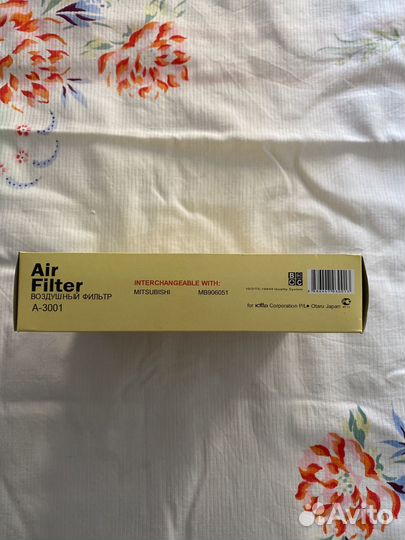 Air
Filter
ВОЗДУШНЫЙ ФИЛЬТР
A-3001
INTERCHANGEABLE WITH:
MITSUBISHI MB906051
for Corporation P/L Otaru Japan
Avito